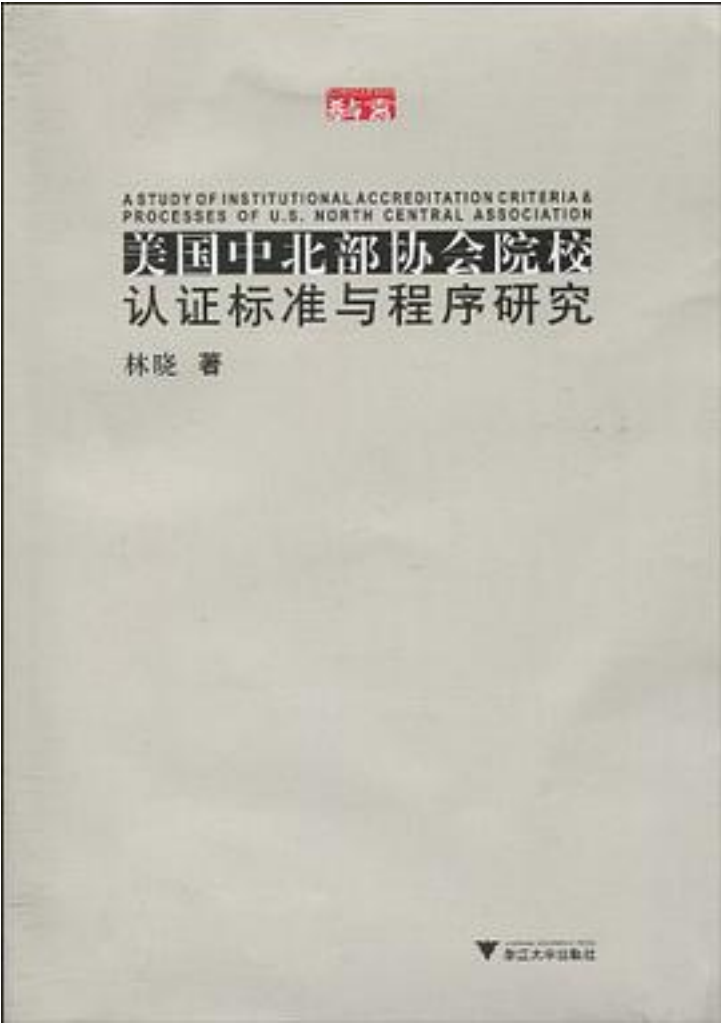 A STUDY OF INSTITUTIONAL ACCREDITATION CRITERIA &
PROCESSES OF U.S. NORTH CENTRAL ASSOCIATION
美国中北部协会院校
认证标准与程序研究
林晓 著
浙江大学出版社